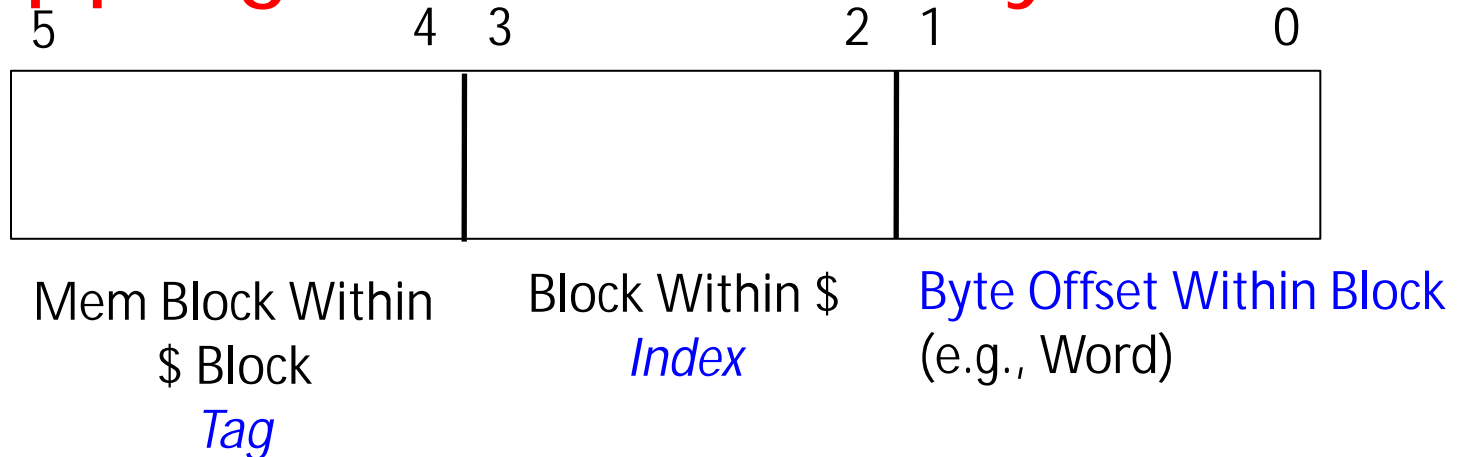 5 4 3 2 1 0
Mem Block Within Block Within $ Byte Offset Within Block
$ Block Index (e.g., Word)
Tag